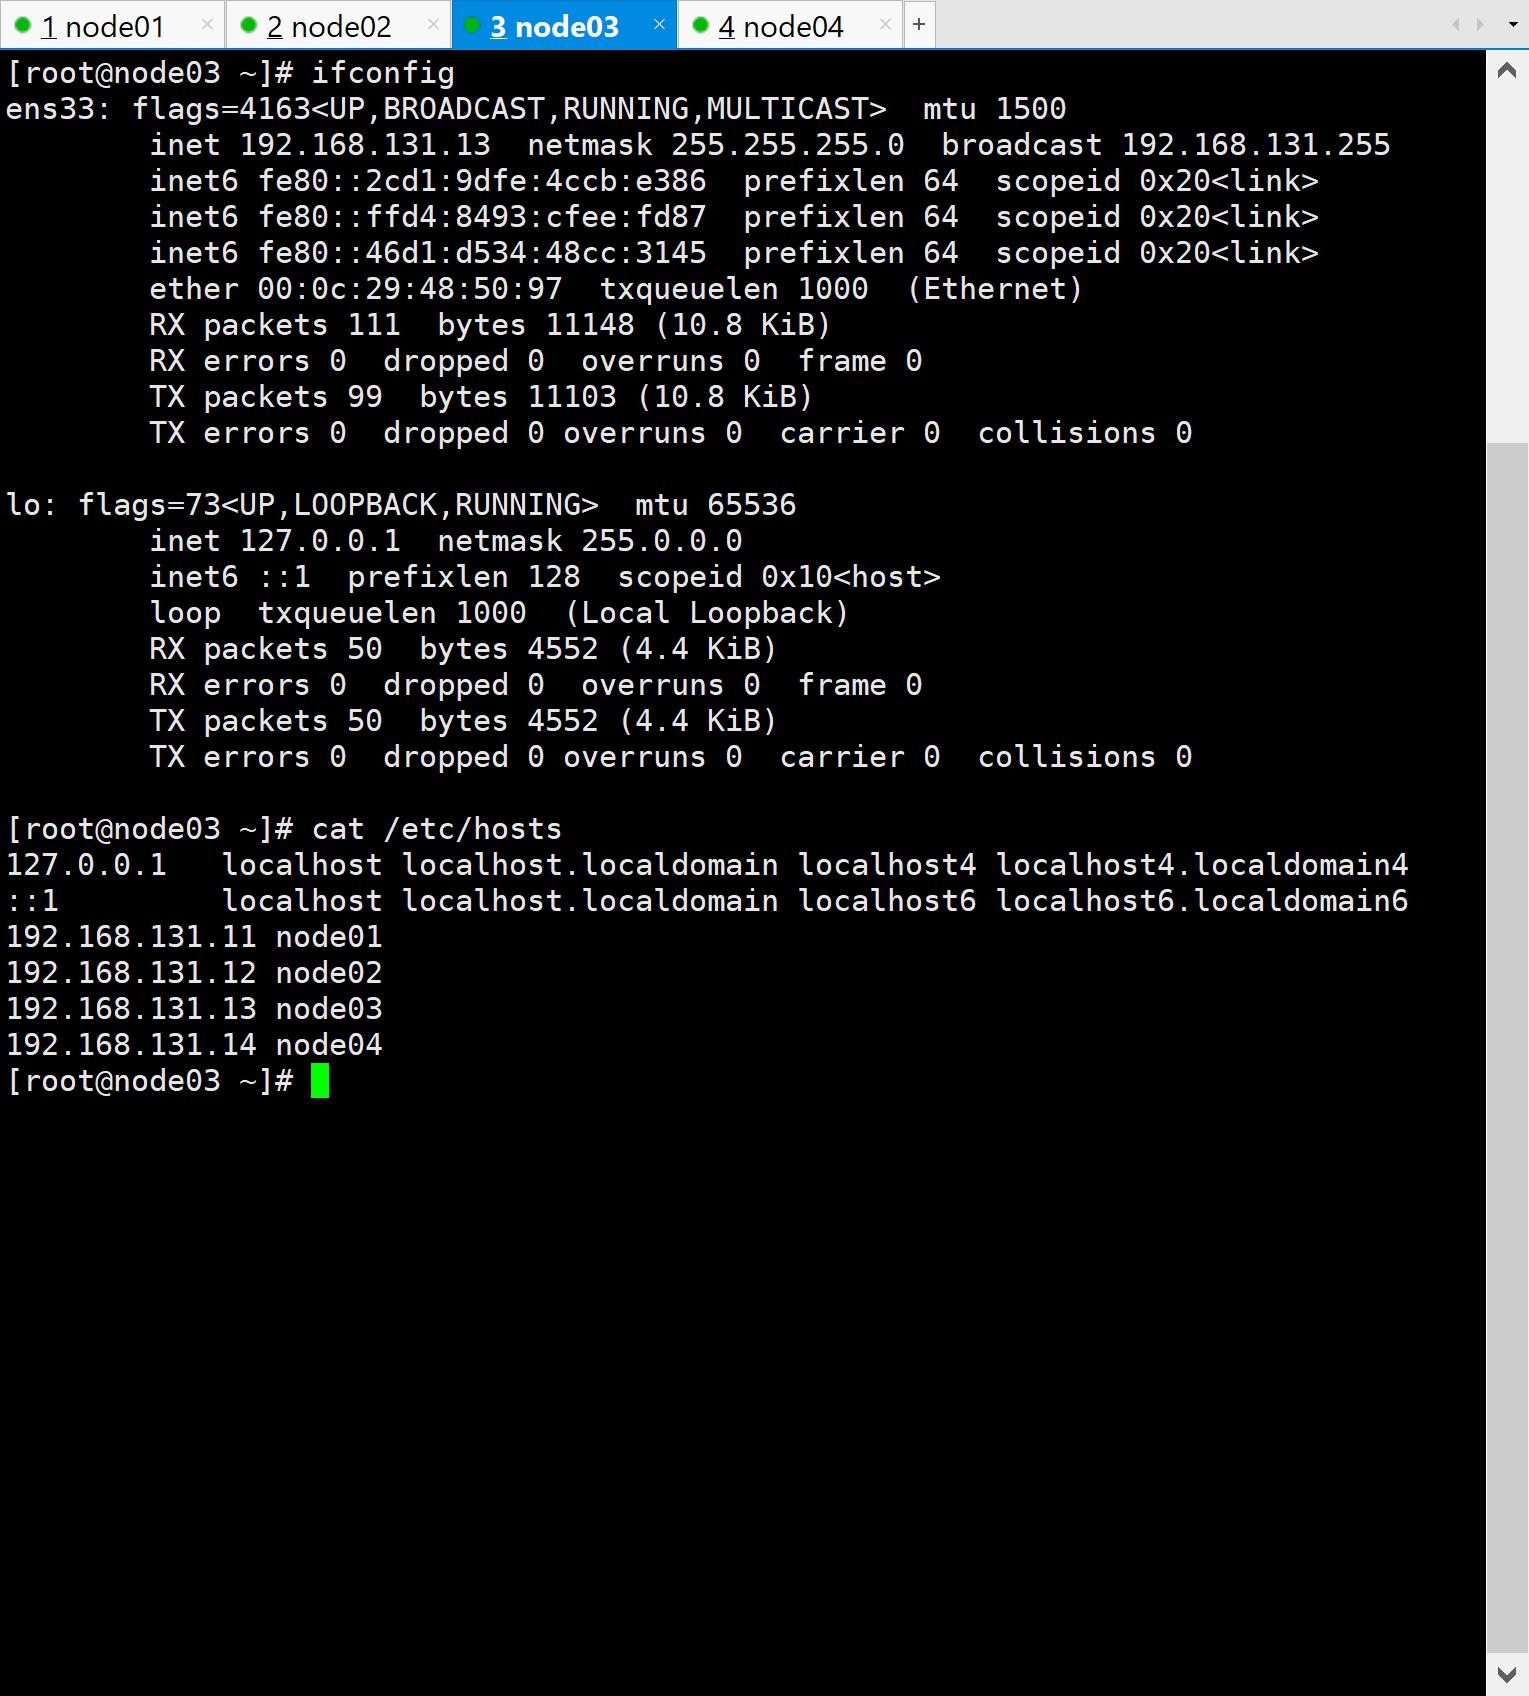 1 node01 × 2 node02 × 3 node03 × 4 node04 × +
[root@node03 ~]# ifconfig
ens33: flags=4163<UP,BROADCAST,RUNNING,MULTICAST>  mtu 1500
        inet 192.168.131.13  netmask 255.255.255.0  broadcast 192.168.131.255
        inet6 fe80::2cd1:9dfe:4ccb:e386  prefixlen 64  scopeid 0x20<link>
        inet6 fe80::ffd4:8493:cfee:fd87  prefixlen 64  scopeid 0x20<link>
        inet6 fe80::46d1:d534:48cc:3145  prefixlen 64  scopeid 0x20<link>
        ether 00:0c:29:48:50:97  txqueuelen 1000  (Ethernet)
        RX packets 111  bytes 11148 (10.8 KiB)
        RX errors 0  dropped 0  overruns 0  frame 0
        TX packets 99  bytes 11103 (10.8 KiB)
        TX errors 0  dropped 0 overruns 0  carrier 0  collisions 0

lo: flags=73<UP,LOOPBACK,RUNNING>  mtu 65536
        inet 127.0.0.1  netmask 255.0.0.0
        inet6 ::1  prefixlen 128  scopeid 0x10<host>
        loop  txqueuelen 1000  (Local Loopback)
        RX packets 50  bytes 4552 (4.4 KiB)
        RX errors 0  dropped 0  overruns 0  frame 0
        TX packets 50  bytes 4552 (4.4 KiB)
        TX errors 0  dropped 0 overruns 0  carrier 0  collisions 0

[root@node03 ~]# cat /etc/hosts
127.0.0.1   localhost localhost.localdomain localhost4 localhost4.localdomain4
::1         localhost localhost.localdomain localhost6 localhost6.localdomain6
192.168.131.11 node01
192.168.131.12 node02
192.168.131.13 node03
192.168.131.14 node04
[root@node03 ~]#